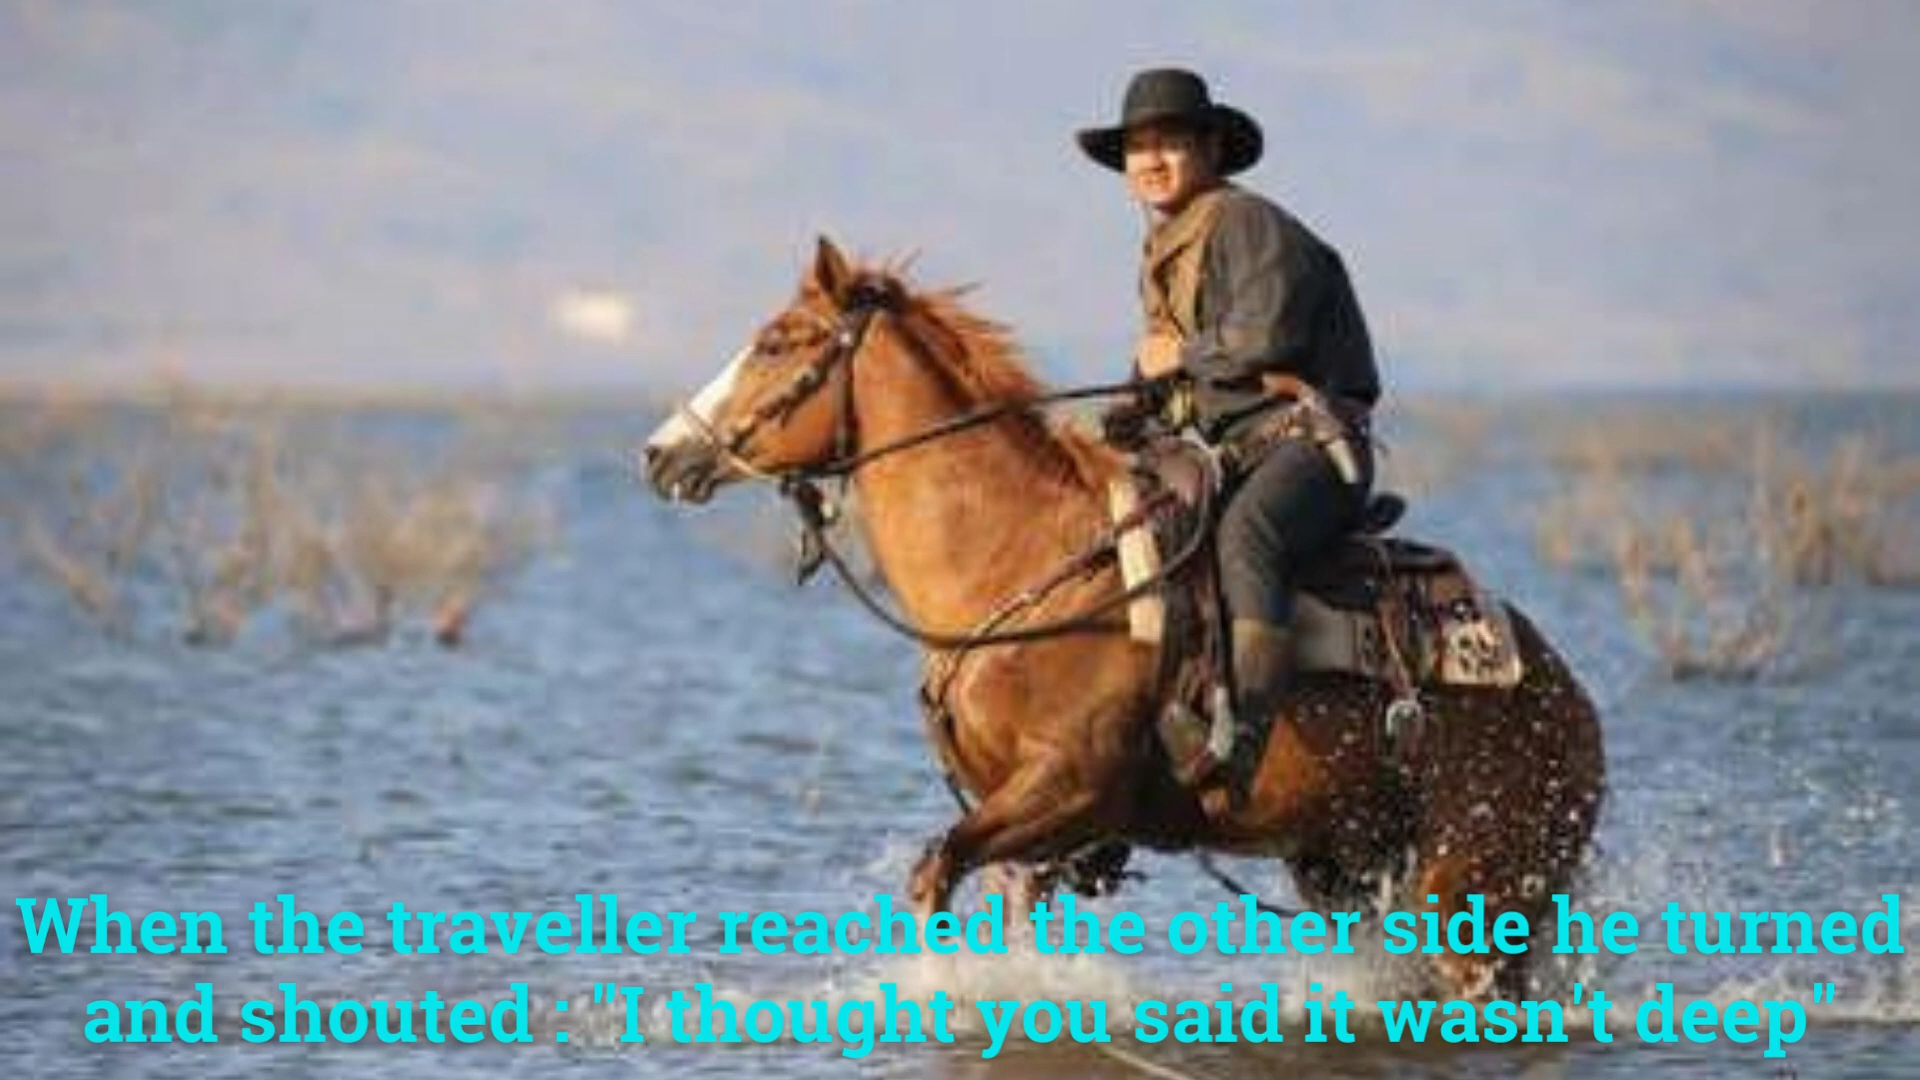 When the traveller reached the other side he turned
and shouted : "I thought you said it wasn't deep"